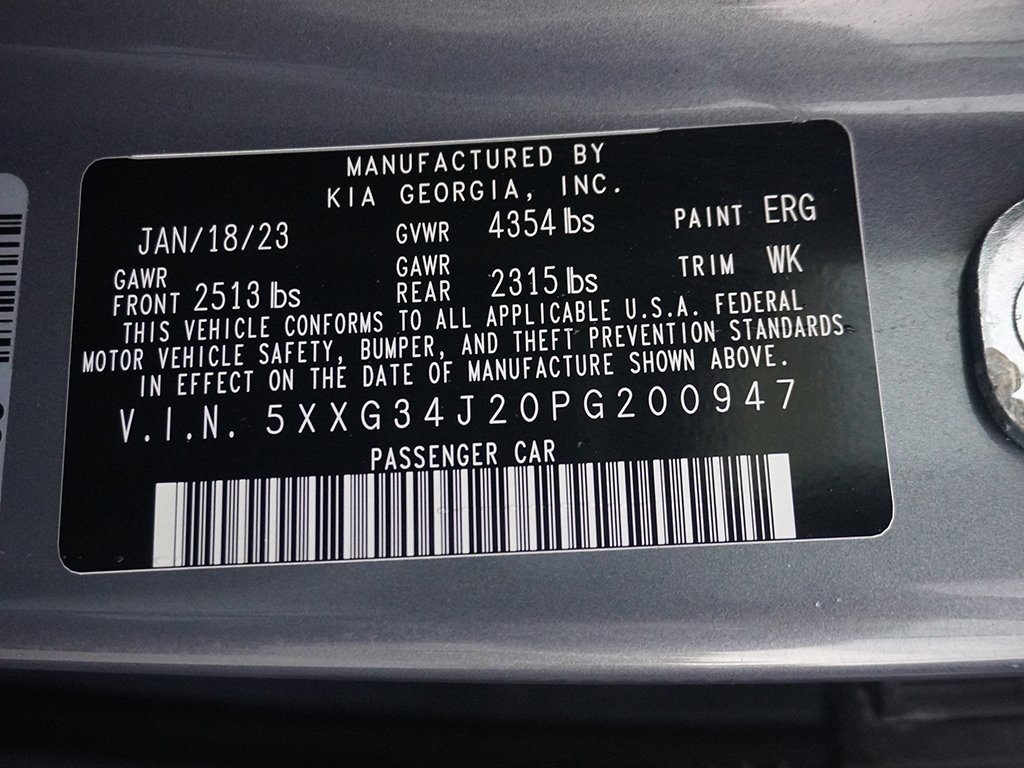 MANUFACTURED BY
KIA GEORGIA, INC.
JAN/18/23 GVWR 4354 lbs PAINT ERG
GAWR FRONT 2513 lbs GAWR REAR 2315 lbs TRIM WK
THIS VEHICLE CONFORMS TO ALL APPLICABLE U.S.A. FEDERAL
MOTOR VEHICLE SAFETY, BUMPER, AND THEFT PREVENTION STANDARDS
IN EFFECT ON THE DATE OF MANUFACTURE SHOWN ABOVE.
V.I.N. 5XXG34J20PG200947
PASSENGER CAR